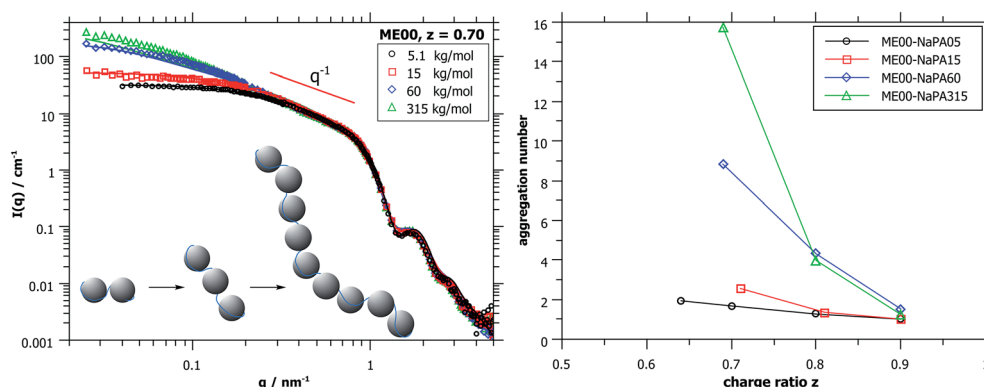 ME00, z = 0.70
5.1 kg/mol
15 kg/mol
60 kg/mol
315 kg/mol
q⁻¹
I(q) / cm⁻¹
100
10
1
0.1
0.01
0.001
0.1
1
q / nm⁻¹
ME00-NaPA05
ME00-NaPA15
ME00-NaPA60
ME00-NaPA315
aggregation number
16
14
12
10
8
6
4
2
0
0.5
0.6
0.7
0.8
0.9
1
charge ratio z